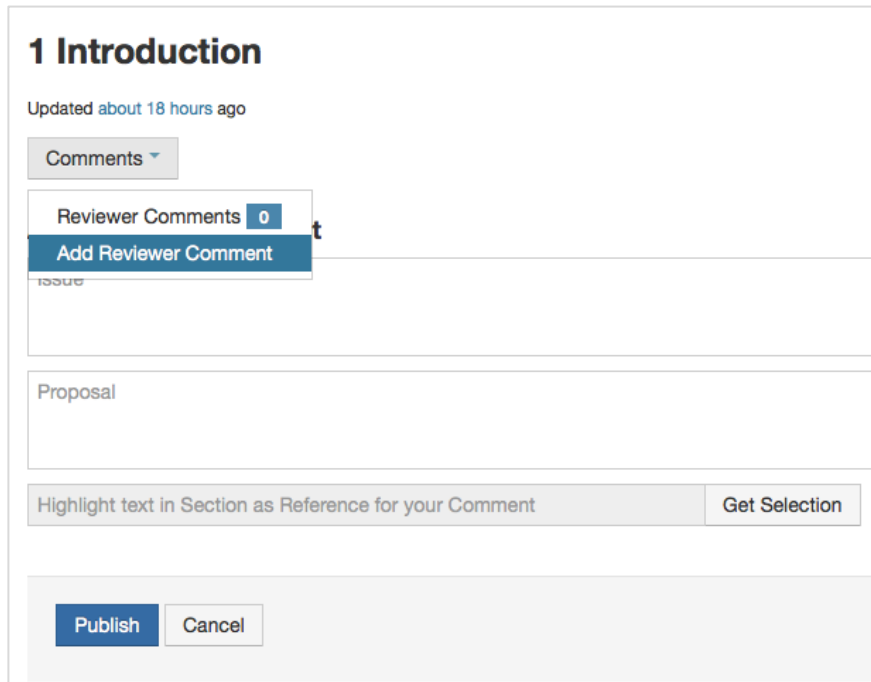 1 Introduction
Updated about 18 hours ago
Comments
Reviewer Comments 0
Add Reviewer Comment
Issue
Proposal
Highlight text in Section as Reference for your Comment Get Selection
Publish Cancel